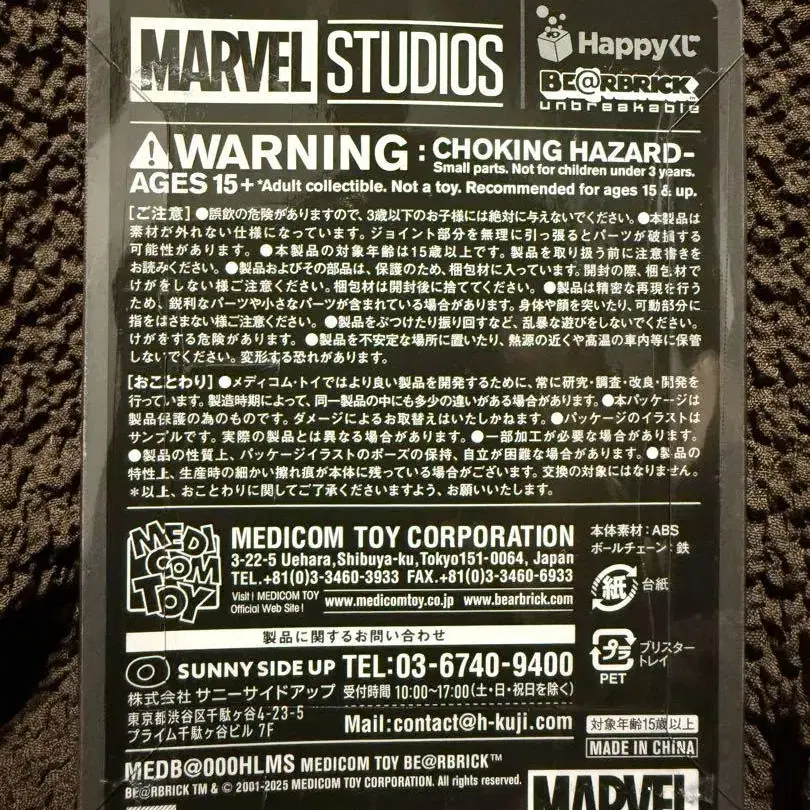 MARVEL STUDIOS
Happyくじ
BE@RBRICK
unbreakable
WARNING : CHOKING HAZARD-
Small parts. Not for children under 3 years.
AGES 15+ *Adult collectible. Not a toy. Recommended for ages 15 & up.
[ご注意] ●誤飲の危険がありますので、3歳以下のお子様には絶対に与えないでください。●本製品は
素材が外れない仕様になっています。ジョイント部分を無理に引っ張るとパーツが破損する
可能性があります。 ●本製品の対象年齢は15歳以上です。製品を取り扱う前に注意書きを
お読みください。●製品およびその部品は、保護のため、梱包材に入っています。開封の際、梱包材で
けがをしない様ご注意ください。梱包材は開封後に捨ててください。 ●製品は精密な再現を行う
ため、鋭利なパーツや小さなパーツが含まれている場合があります。身体や顔を突いたり、可動部分に
指をはさまない様ご注意ください。 ●製品をぶつけたり振り回すなど、乱暴な遊びをしないでください。
けがをする危険があります。 ●製品を不安定な場所に置いたり、熱源の近くや高温の車内等に保管
しないでください。変形する恐れがあります。
[おことわり] ●メディコム・トイではより良い製品を開発するために、常に研究・調査・改良・開発を
行っています。製造時期によって、同一製品の中にも多少の違いがある場合があります。●本パッケージは
製品保護の為のものです。ダメージによるお取替えはいたしかねます。●パッケージのイラストは
サンプルです。実際の製品とは異なる場合があります。●一部加工が必要な場合があります。
●製品の性質上、パッケージイラストのポーズの保持、自立が困難な場合があります。●製品の
特性上、生産時の細かい擦れ痕が本体に残っている場合がございます。交換の対象にはなりません。
*以上、おことわりに関してご了承くださいますよう、お願いいたします。
MEDICOM TOY
MEDICOM TOY CORPORATION
3-22-5 Uehara,Shibuya-ku,Tokyo151-0064, Japan
TEL.+81(0)3-3460-3933 FAX.+81(0)3-3460-6933
Visit! MEDICOM TOY
Official Web Site!
www.medicomtoy.co.jp www.bearbrick.com
本体素材:ABS
ボールチェーン:鉄
紙 台紙
プラ ブリスター
トレイ
PET
製品に関するお問い合わせ
SUNNY SIDE UP TEL:03-6740-9400
株式会社 サニーサイドアップ 受付時間 10:00~17:00(土・日・祝日を除く)
東京都渋谷区千駄ヶ谷4-23-5
プライム千駄ヶ谷ビル 7F
Mail:contact@h-kuji.com
対象年齢15歳以上
MADE IN CHINA
MEDB@000HLMS MEDICOM TOY BE@RBRICK™
BE@RBRICK TM & © 2001-2025 MEDICOM TOY CORPORATION. All rights reserved.
MARVEL